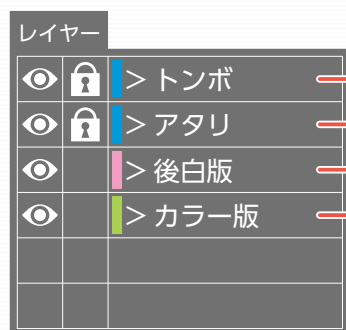 レイヤー
> トンボ
> アタリ
> 後白版
> カラー版